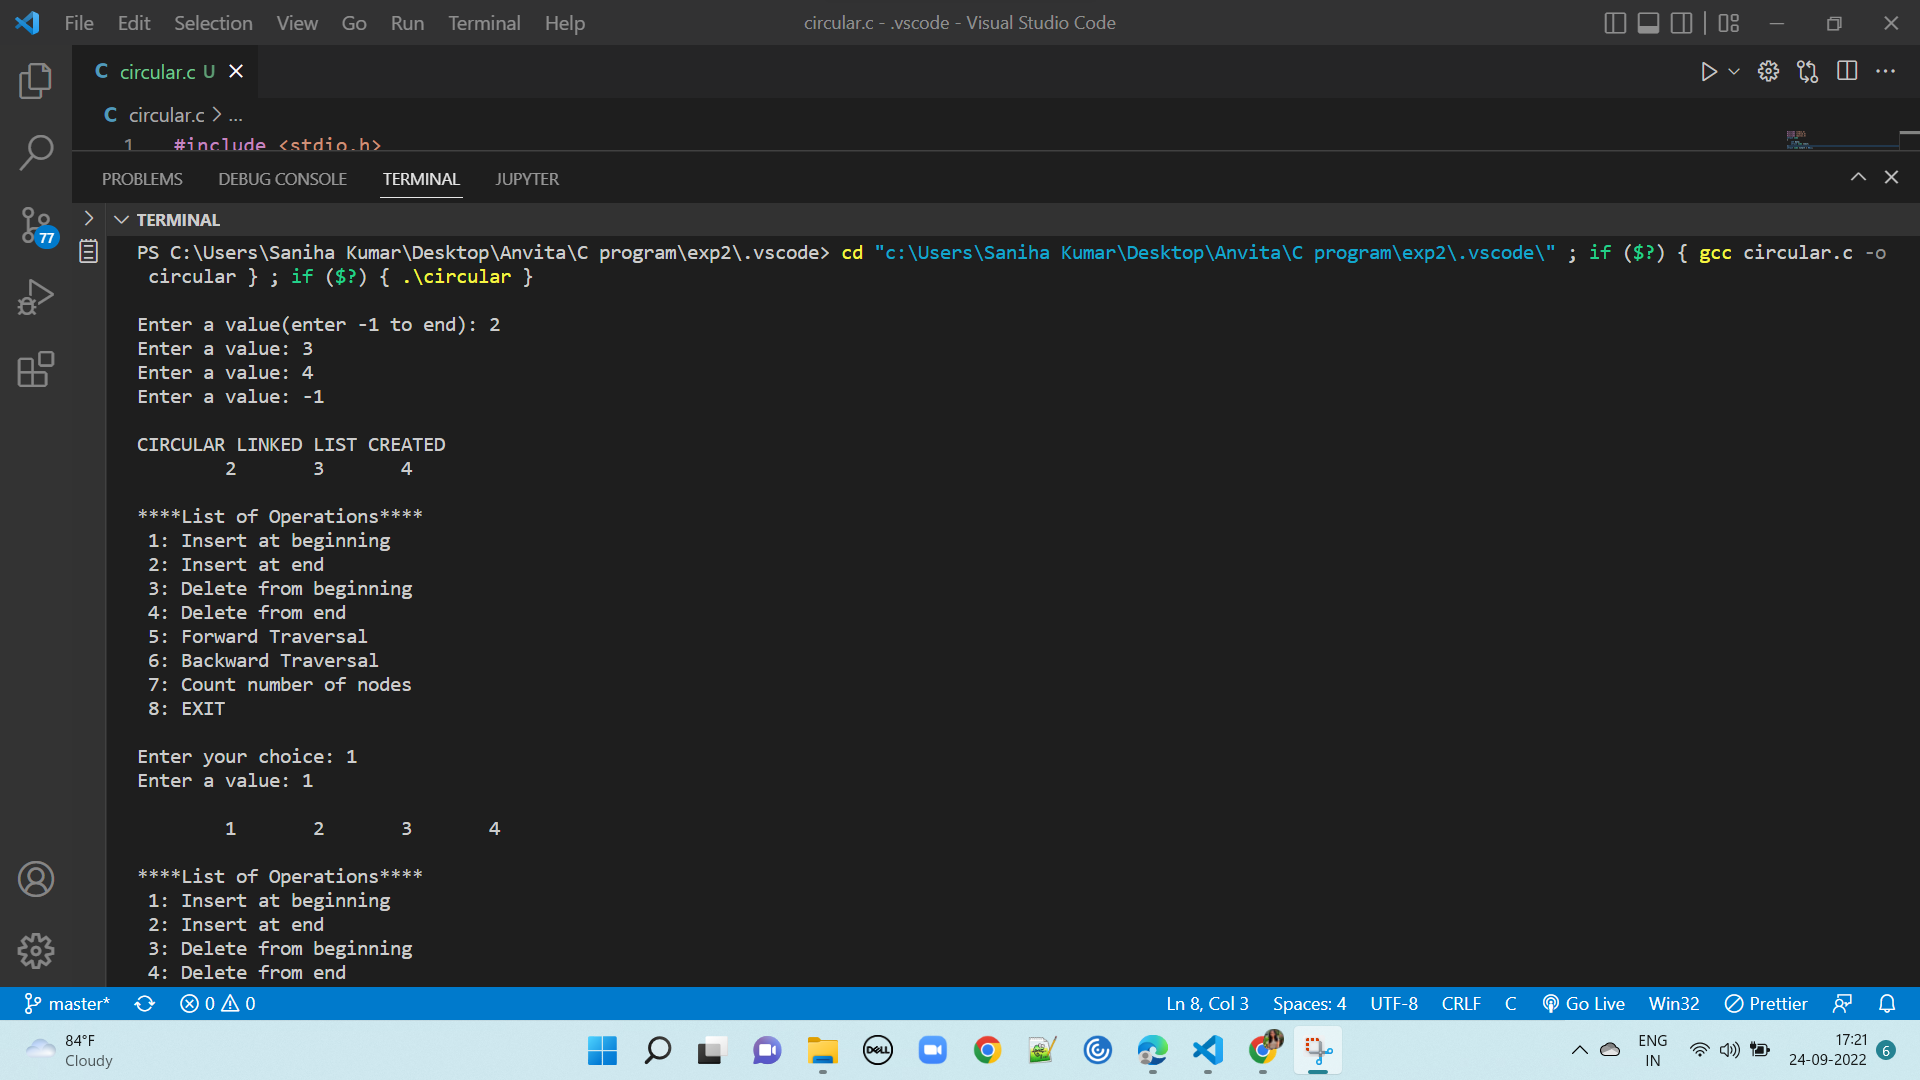 File Edit Selection View Go Run Terminal Help circular.c - .vscode - Visual Studio Code
C circular.c U
C circular.c > ...
1 #include <stdio.h>
PROBLEMS DEBUG CONSOLE TERMINAL JUPYTER
TERMINAL
PS C:\Users\Saniha Kumar\Desktop\Anvita\C program\exp2\.vscode> cd "c:\Users\Saniha Kumar\Desktop\Anvita\C program\exp2\.vscode\" ; if ($?) { gcc circular.c -o
circular } ; if ($?) { .\circular }
Enter a value(enter -1 to end): 2
Enter a value: 3
Enter a value: 4
Enter a value: -1
CIRCULAR LINKED LIST CREATED
2 3 4
****List of Operations****
1: Insert at beginning
2: Insert at end
3: Delete from beginning
4: Delete from end
5: Forward Traversal
6: Backward Traversal
7: Count number of nodes
8: EXIT
Enter your choice: 1
Enter a value: 1
1 2 3 4
****List of Operations****
1: Insert at beginning
2: Insert at end
3: Delete from beginning
4: Delete from end
77
master* 0 0 Ln 8, Col 3 Spaces: 4 UTF-8 CRLF C Go Live Win32 Prettier
84°F
Cloudy
DELL
ENG
IN
17:21
24-09-2022
6